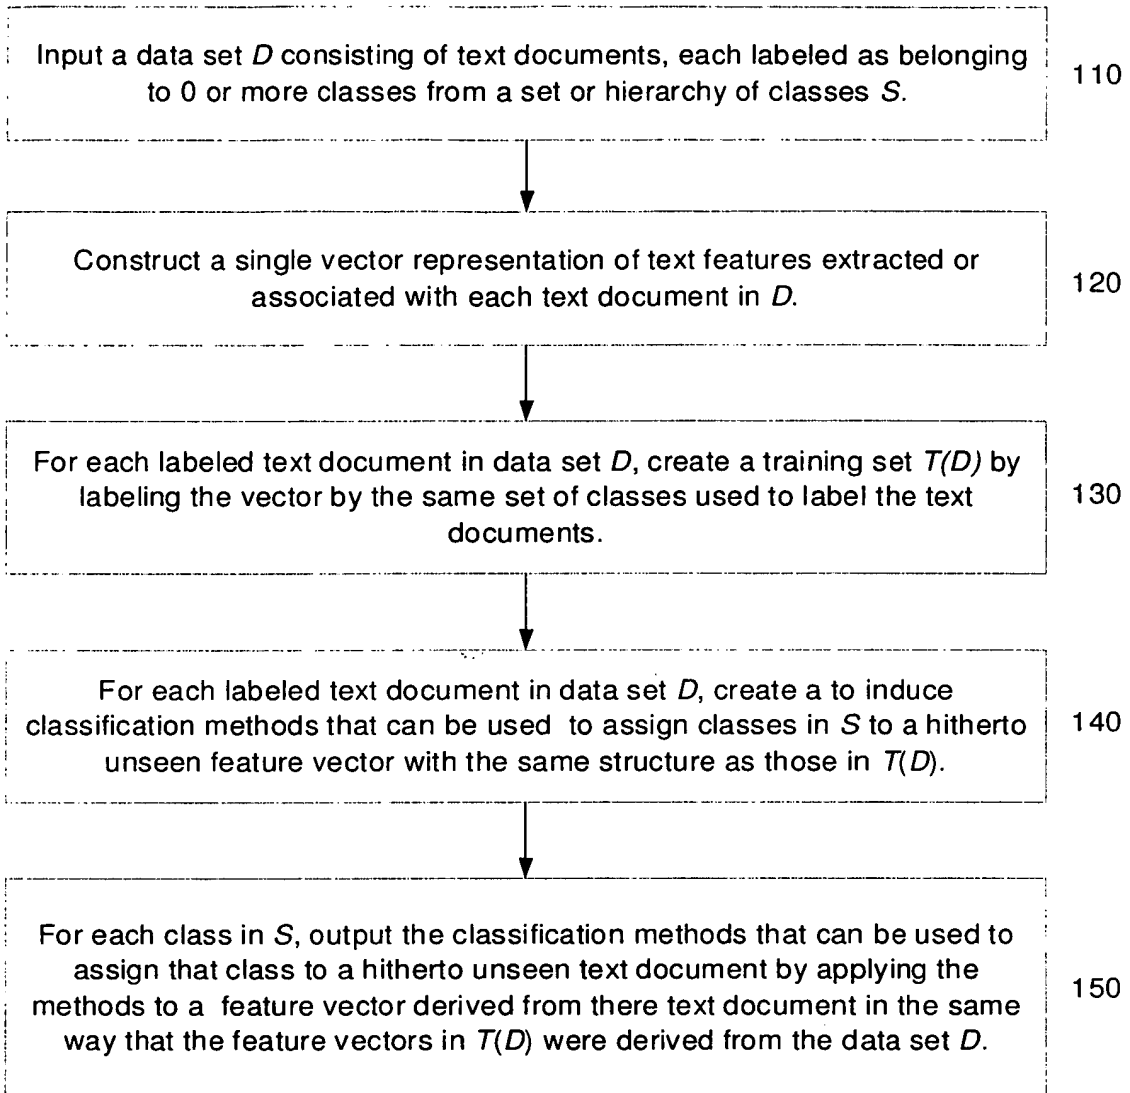 Input a data set D consisting of text documents, each labeled as belonging
to 0 or more classes from a set or hierarchy of classes S.
110
Construct a single vector representation of text features extracted or
associated with each text document in D.
120
For each labeled text document in data set D, create a training set T(D) by
labeling the vector by the same set of classes used to label the text
documents.
130
For each labeled text document in data set D, create a to induce
classification methods that can be used to assign classes in S to a hitherto
unseen feature vector with the same structure as those in T(D).
140
For each class in S, output the classification methods that can be used to
assign that class to a hitherto unseen text document by applying the
methods to a feature vector derived from there text document in the same
way that the feature vectors in T(D) were derived from the data set D.
150